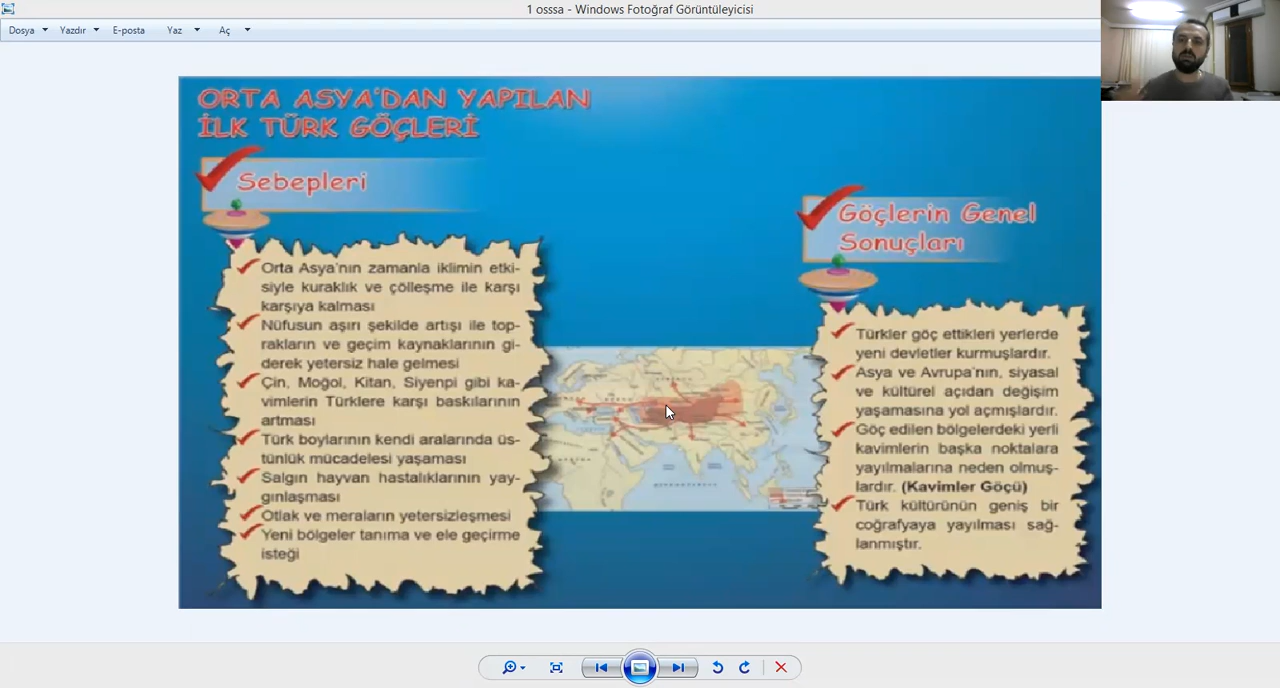 1 osssa - Windows Fotoğraf Görüntüleyicisi
Dosya
Yazdır
E-posta
Yaz
Aç
ORTA ASYA'DAN YAPILAN
İLK TÜRK GÖÇLERİ
Sebepleri
Orta Asya'nın zamanla iklimin etki-
siyle kuraklık ve çölleşme ile karşı
karşıya kalması
Nüfusun aşırı şekilde artışı ile top-
rakların ve geçim kaynaklarının gi-
derek yetersiz hale gelmesi
Çin, Moğol, Kitan, Siyenpi gibi ka-
vimlerin Türklere karşı baskılarının
artması
Türk boylarının kendi aralarında üs-
tünlük mücadelesi yaşaması
Salgın hayvan hastalıklarının yay-
gınlaşması
Otlak ve meraların yetersizleşmesi
Yeni bölgeler tanıma ve ele geçirme
isteği
Göçlerin Genel
Sonuçları
Türkler göç ettikleri yerlerde
yeni devletler kurmuşlardır.
Asya ve Avrupa'nın, siyasal
ve kültürel açıdan değişim
yaşamasına yol açmışlardır.
Göç edilen bölgelerdeki yerli
kavimlerin başka noktalara
yayılmalarına neden olmuş-
lardır. (Kavimler Göçü)
Türk kültürünün geniş bir
coğrafyaya yayılması sağ-
lanmıştır.